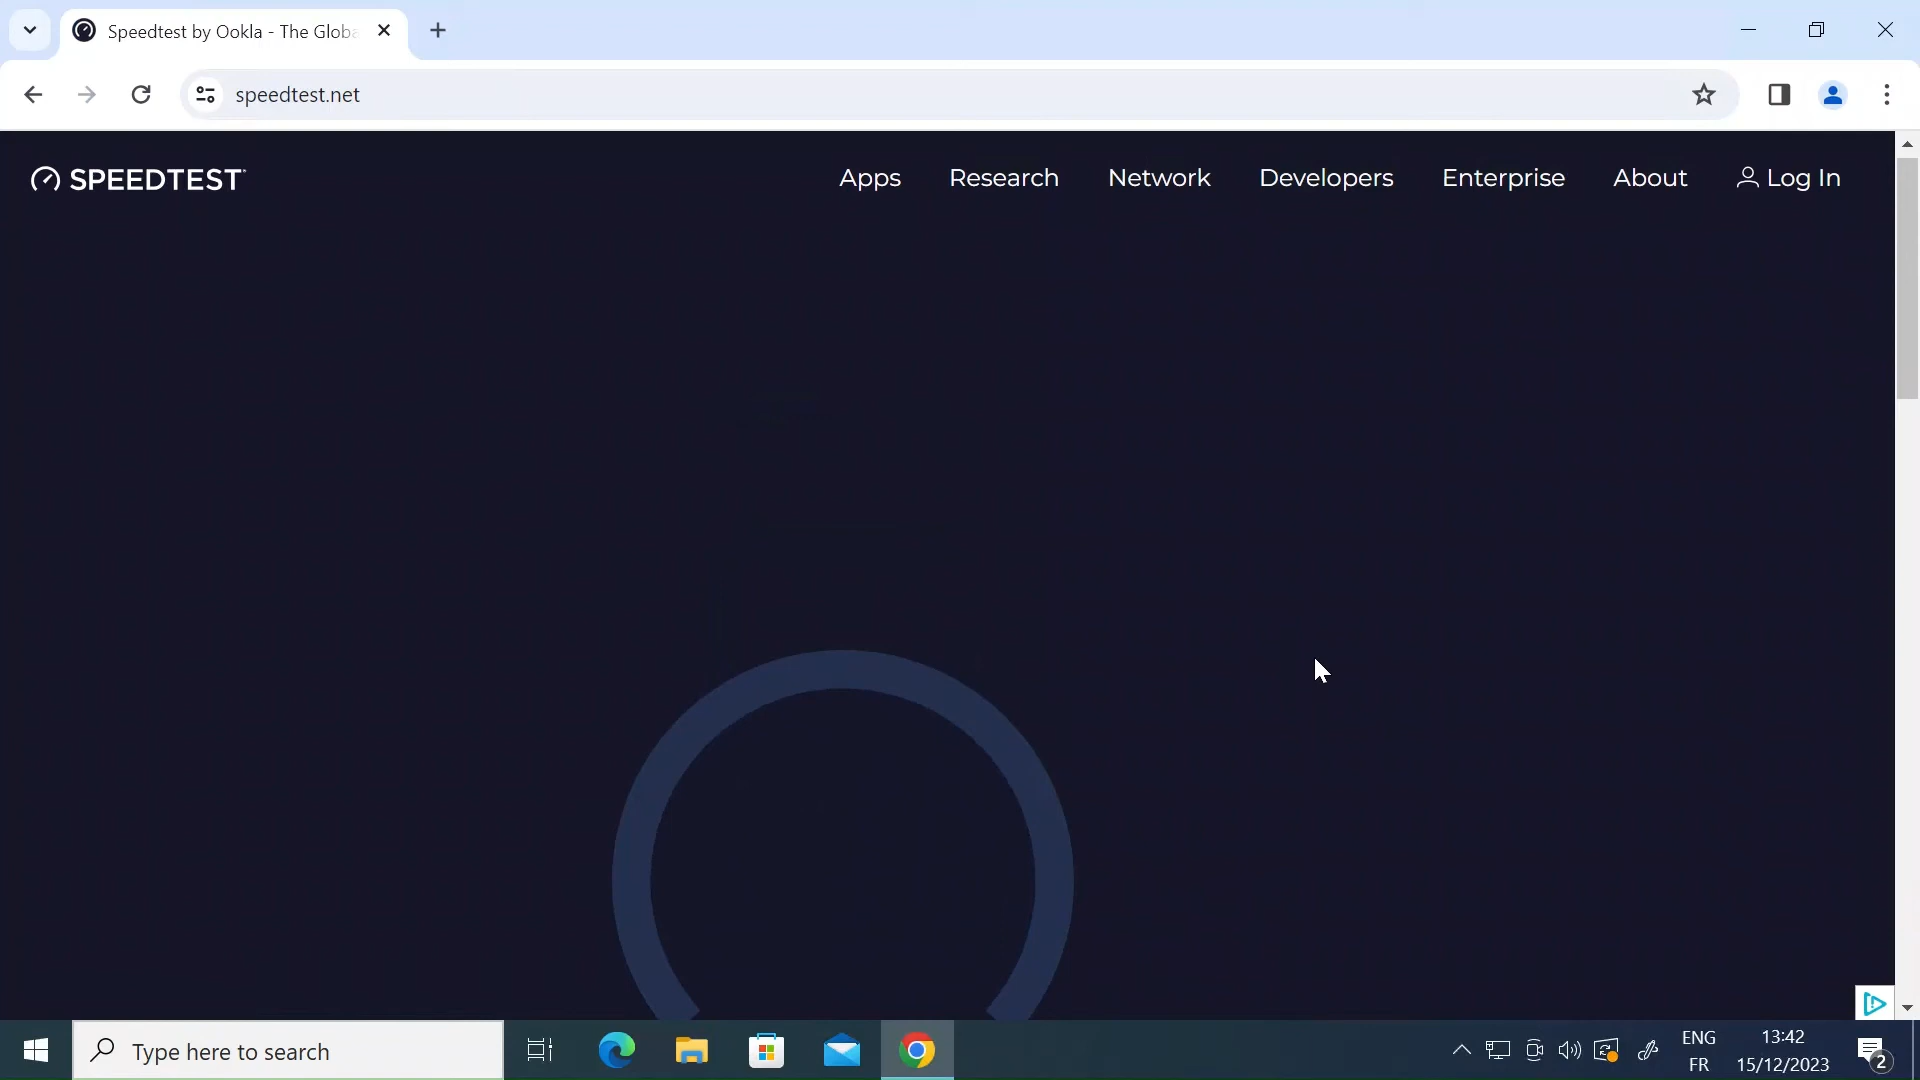 Speedtest by Ookla - The Globa
speedtest.net
SPEEDTEST
Apps Research Network Developers Enterprise About Log In
Type here to search
ENG
FR
13:42
15/12/2023
2